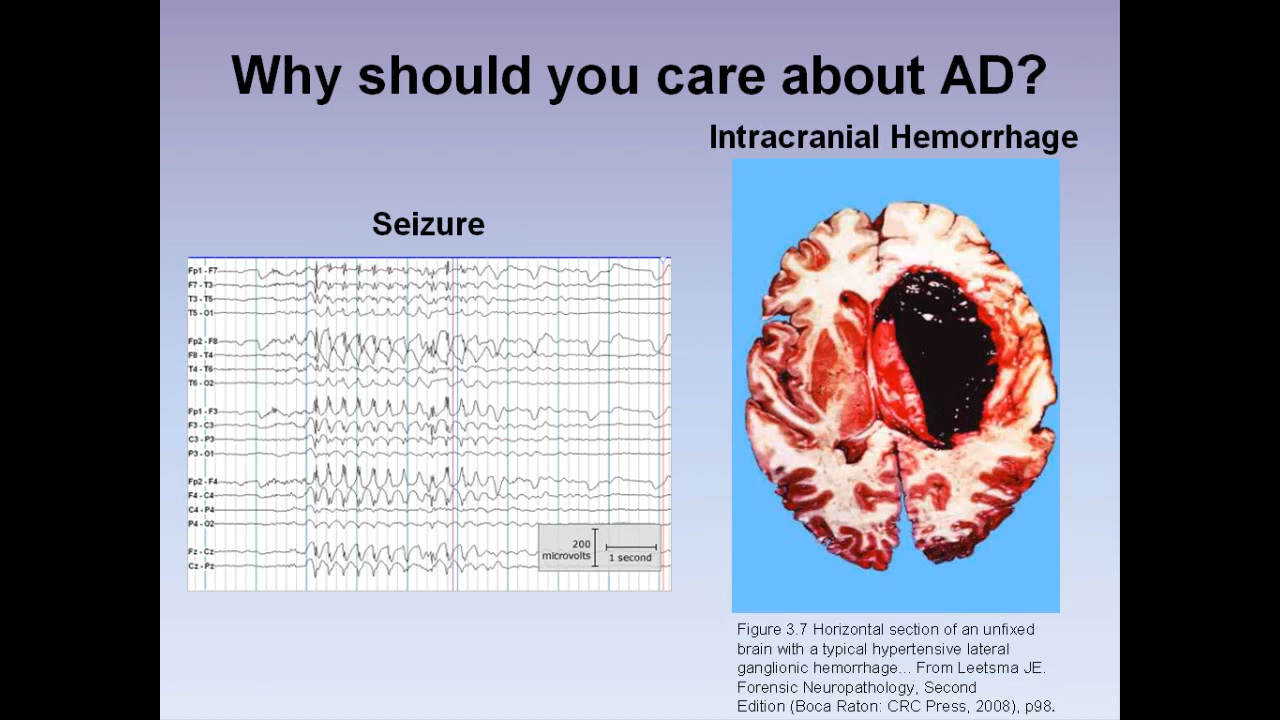 Why should you care about AD?
Intracranial Hemorrhage
Seizure
Fp1 - F7
F7 - T3
T3 - T5
T5 - O1
Fp2 - F8
F8 - T4
T4 - T6
T6 - O2
Fp1 - F3
F3 - C3
C3 - P3
P3 - O1
Fp2 - F4
F4 - C4
C4 - P4
P4 - O2
Fz - Cz
Cz - Pz
200
microvolts
1 second
Figure 3.7 Horizontal section of an unfixed
brain with a typical hypertensive lateral
ganglionic hemorrhage... From Leetsma JE.
Forensic Neuropathology, Second
Edition (Boca Raton: CRC Press, 2008), p98.